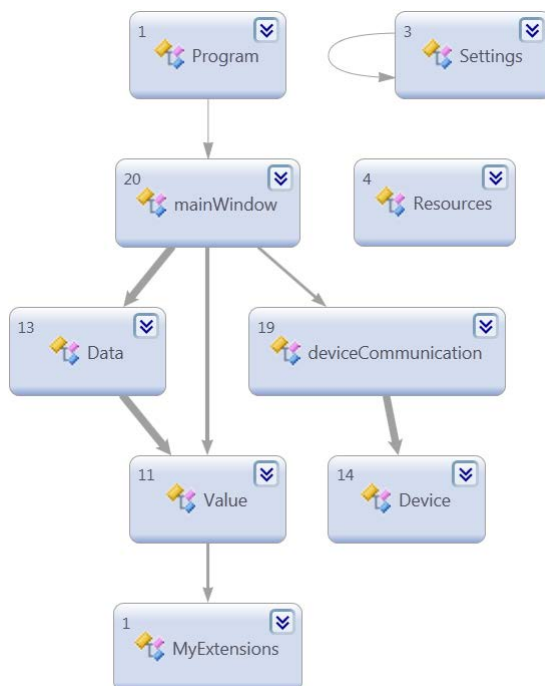 1
Program
3
Settings
20
mainWindow
4
Resources
13
Data
19
deviceCommunication
11
Value
14
Device
1
MyExtensions